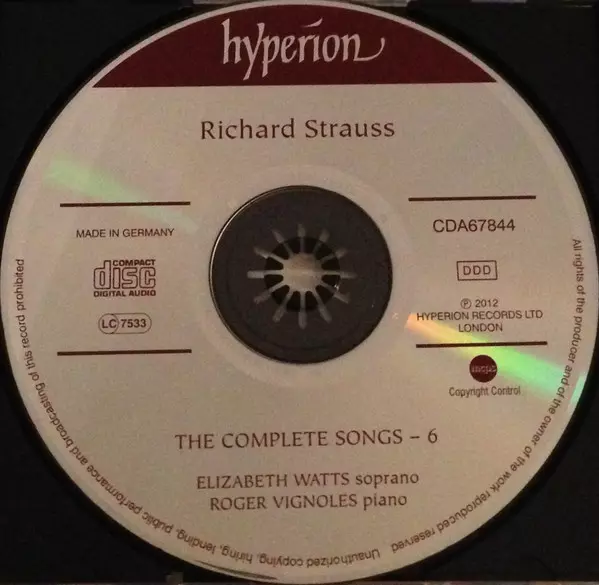 hyperion
Richard Strauss
MADE IN GERMANY
COMPACT
disc
DIGITAL AUDIO
LC 7533
CDA67844
DDD
℗ 2012
HYPERION RECORDS LTD
LONDON
mcps
Copyright Control
THE COMPLETE SONGS – 6
ELIZABETH WATTS soprano
ROGER VIGNOLES piano
All rights of the producer and of the owner of the work reproduced reserved. Unauthorized copying, hiring, lending, public performance and broadcasting of this record prohibited